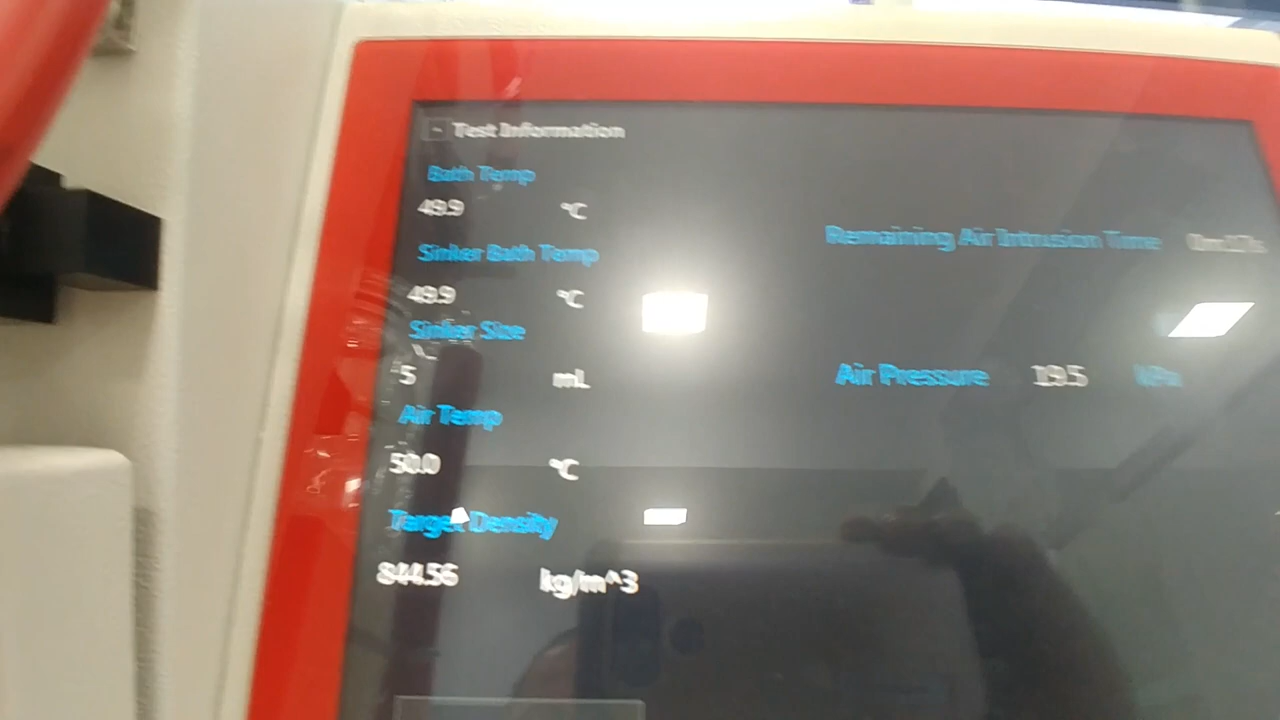 Test Information
Bath Temp
49.9 °C
Sinker Bath Temp
49.9 °C
Sinker Size
5 mL
Air Temp
50.0 °C
Target Density
844.56 kg/m^3
Remaining Air Intrusion Time
Air Pressure 19.5 kPa